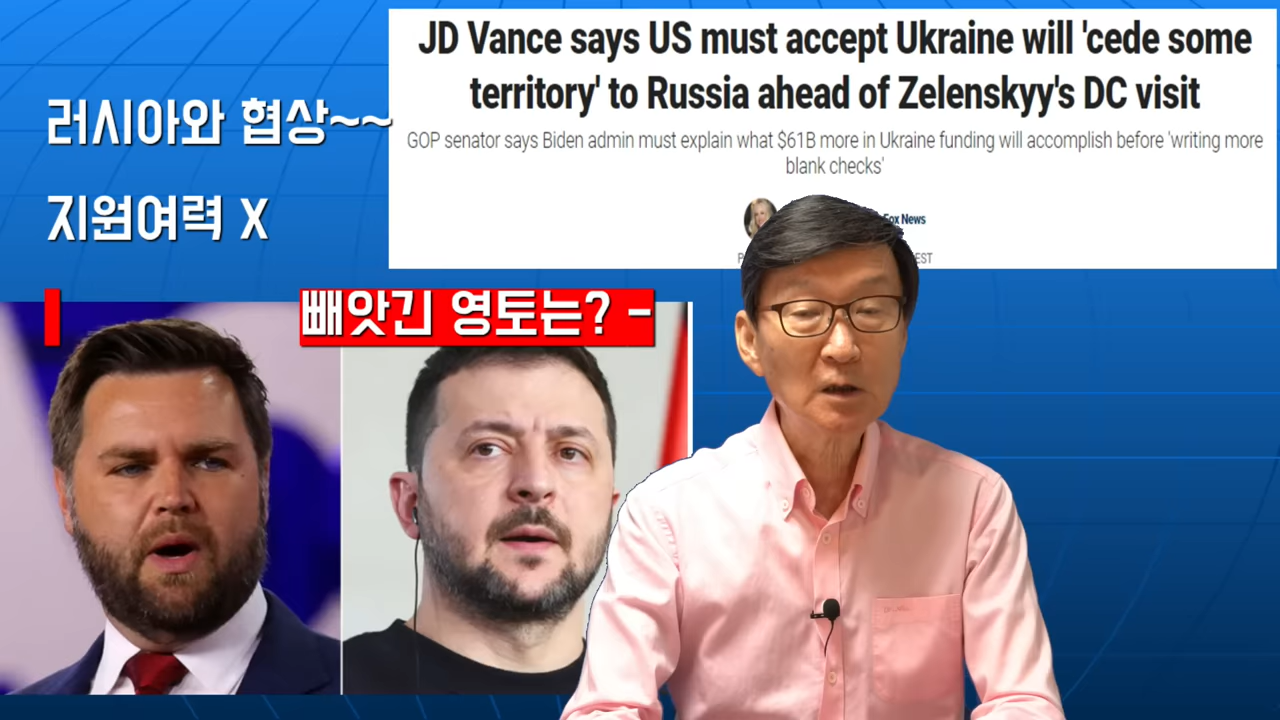 JD Vance says US must accept Ukraine will 'cede some
territory' to Russia ahead of Zelenskyy's DC visit
GOP senator says Biden admin must explain what $61B more in Ukraine funding will accomplish before 'writing more
blank checks'
Fox News
EST
러시아와 협상~~
지원여력 X
빼앗긴 영토는? -